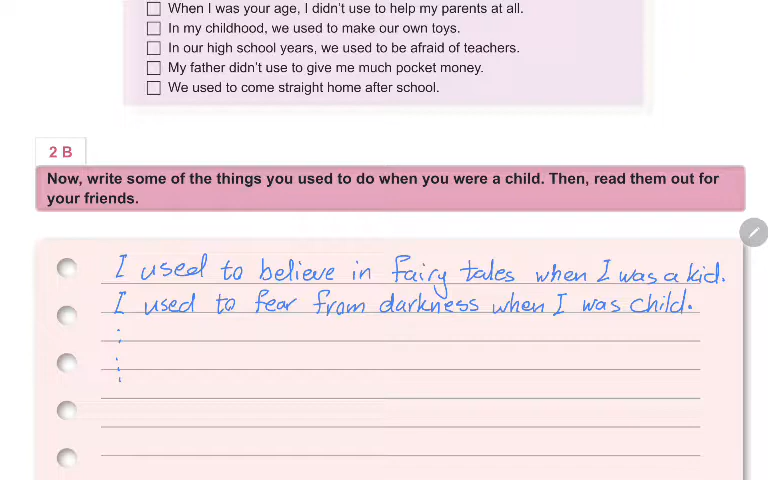 When I was your age, I didn't use to help my parents at all.
In my childhood, we used to make our own toys.
In our high school years, we used to be afraid of teachers.
My father didn't use to give me much pocket money.
We used to come straight home after school.
2 B
Now, write some of the things you used to do when you were a child. Then, read them out for
your friends.
I used to believe in fairy tales when I was a kid.
I used to fear from darkness when I was child.